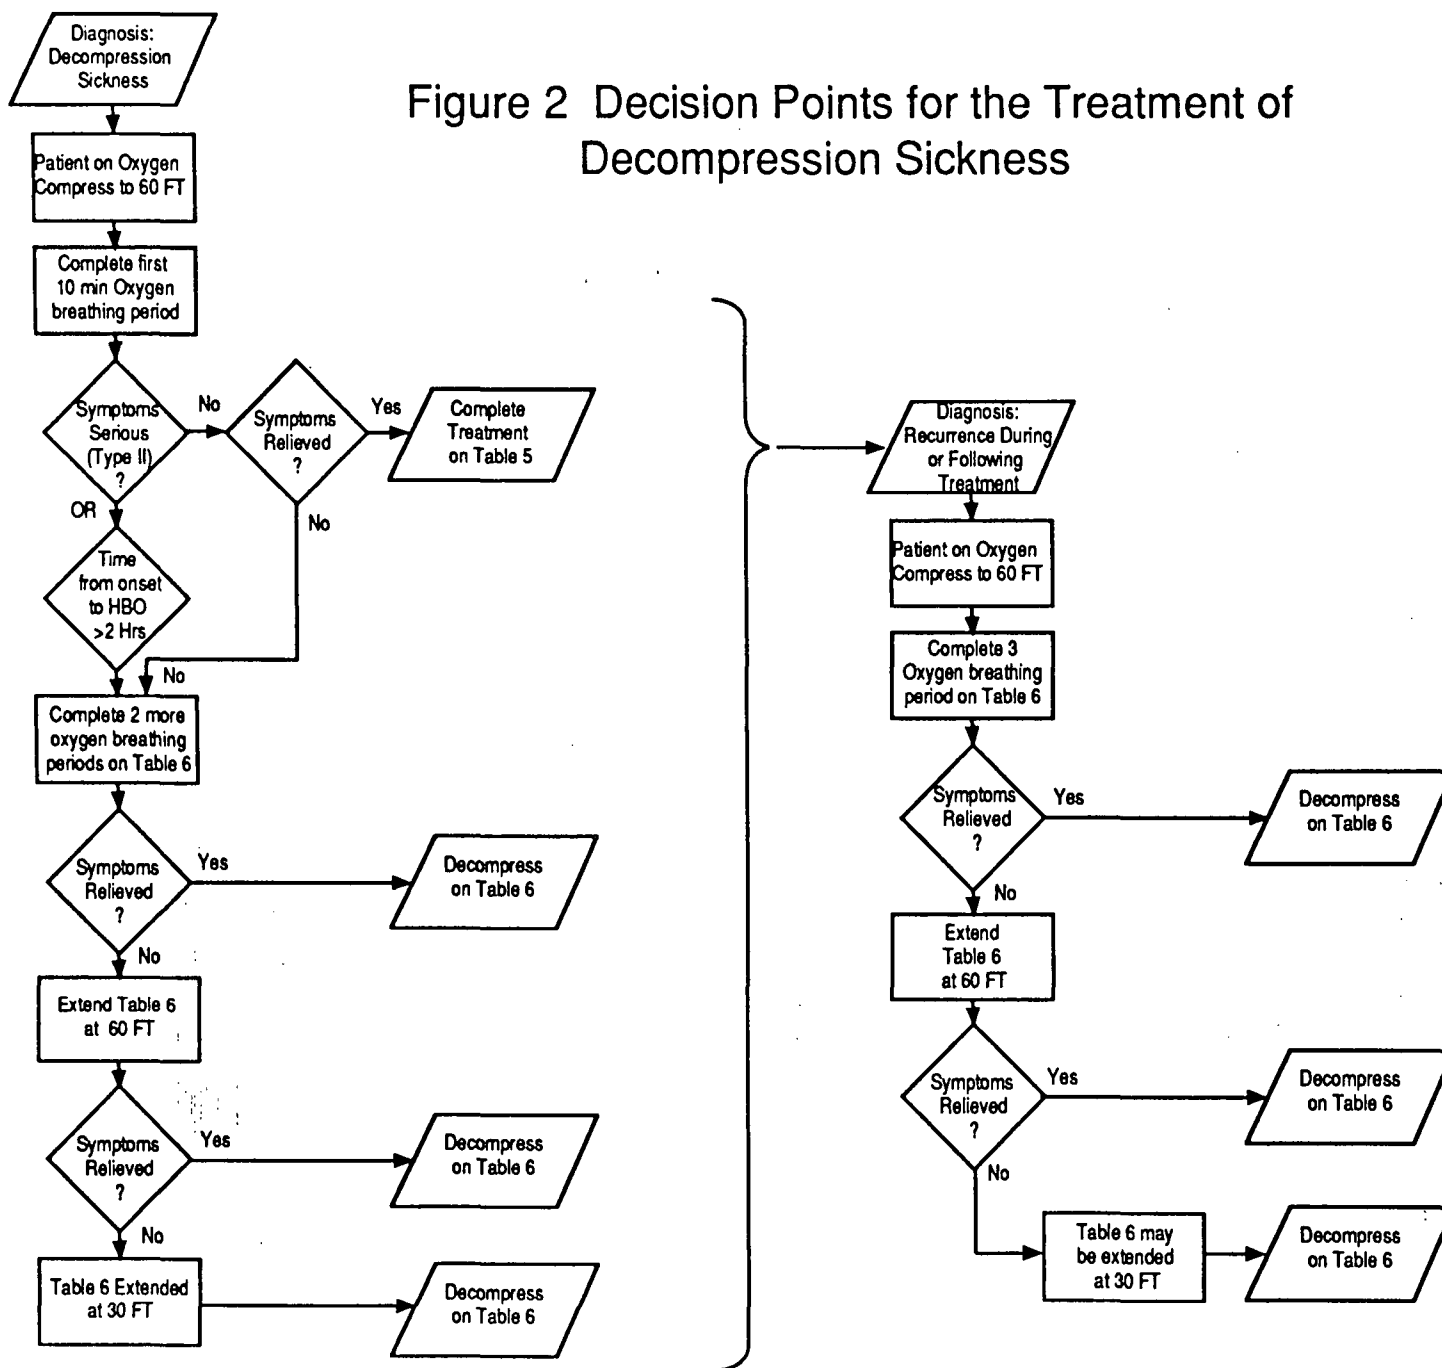 Figure 2 Decision Points for the Treatment of
Decompression Sickness
Diagnosis:
Decompression
Sickness
Patient on Oxygen
Compress to 60 FT
Complete first
10 min Oxygen
breathing period
Symptoms
Serious
(Type II)
?
No
Symptoms
Relieved
?
Yes
Complete
Treatment
on Table 5
OR
No
Time
from onset
to HBO
>2 Hrs
No
Complete 2 more
oxygen breathing
periods on Table 6
Symptoms
Relieved
?
Yes
Decompress
on Table 6
No
Extend Table 6
at 60 FT
Symptoms
Relieved
?
Yes
Decompress
on Table 6
No
Table 6 Extended
at 30 FT
Decompress
on Table 6
Diagnosis:
Recurrence During
or Following
Treatment
Patient on Oxygen
Compress to 60 FT
Complete 3
Oxygen breathing
period on Table 6
Symptoms
Relieved
?
Yes
Decompress
on Table 6
No
Extend
Table 6
at 60 FT
Symptoms
Relieved
?
Yes
Decompress
on Table 6
No
Table 6 may
be extended
at 30 FT
Decompress
on Table 6